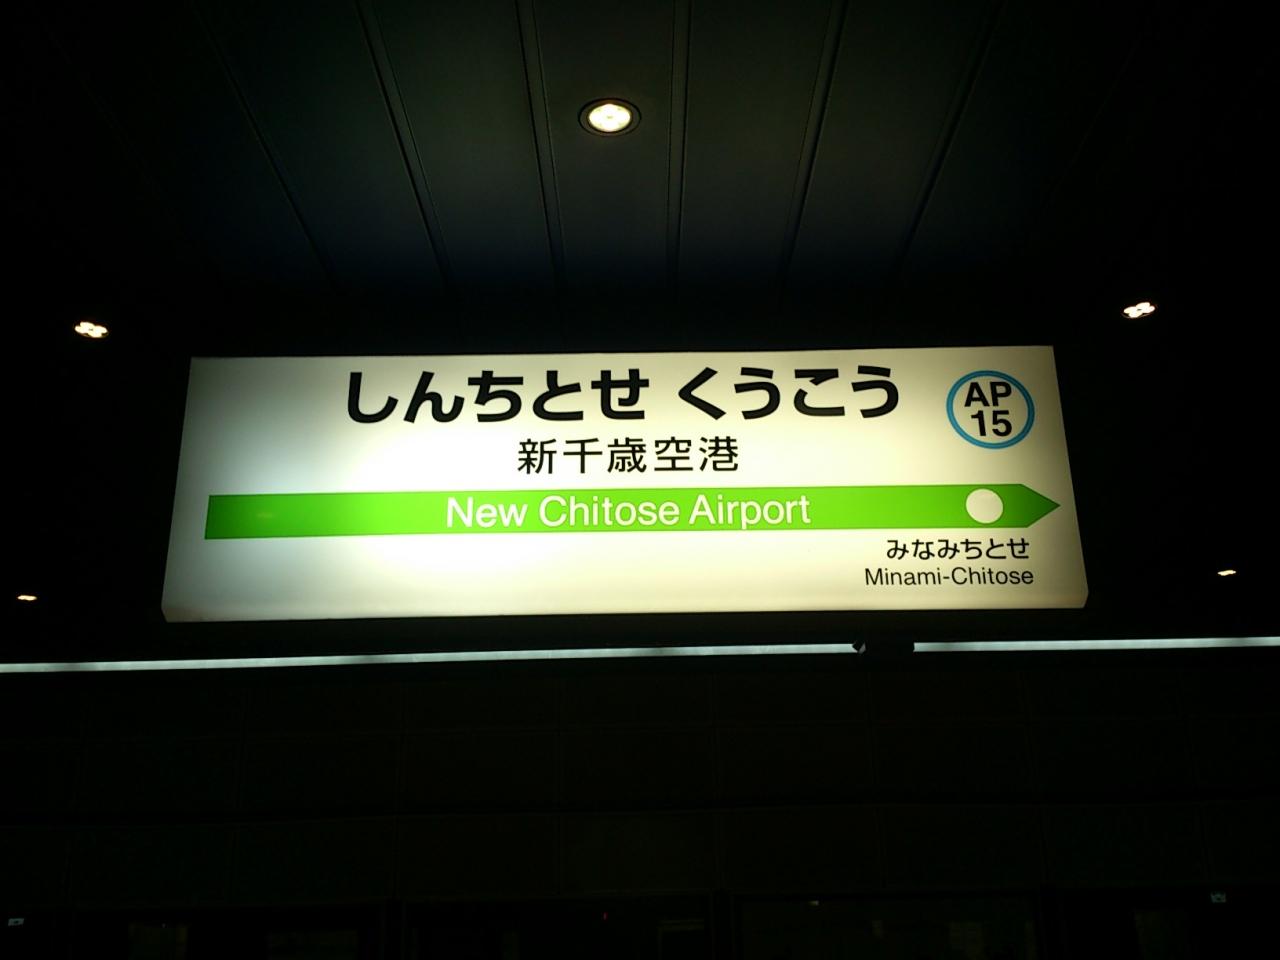 しんちとせ くうこう
AP
15
新千歳空港
New Chitose Airport
みなみちとせ
Minami-Chitose